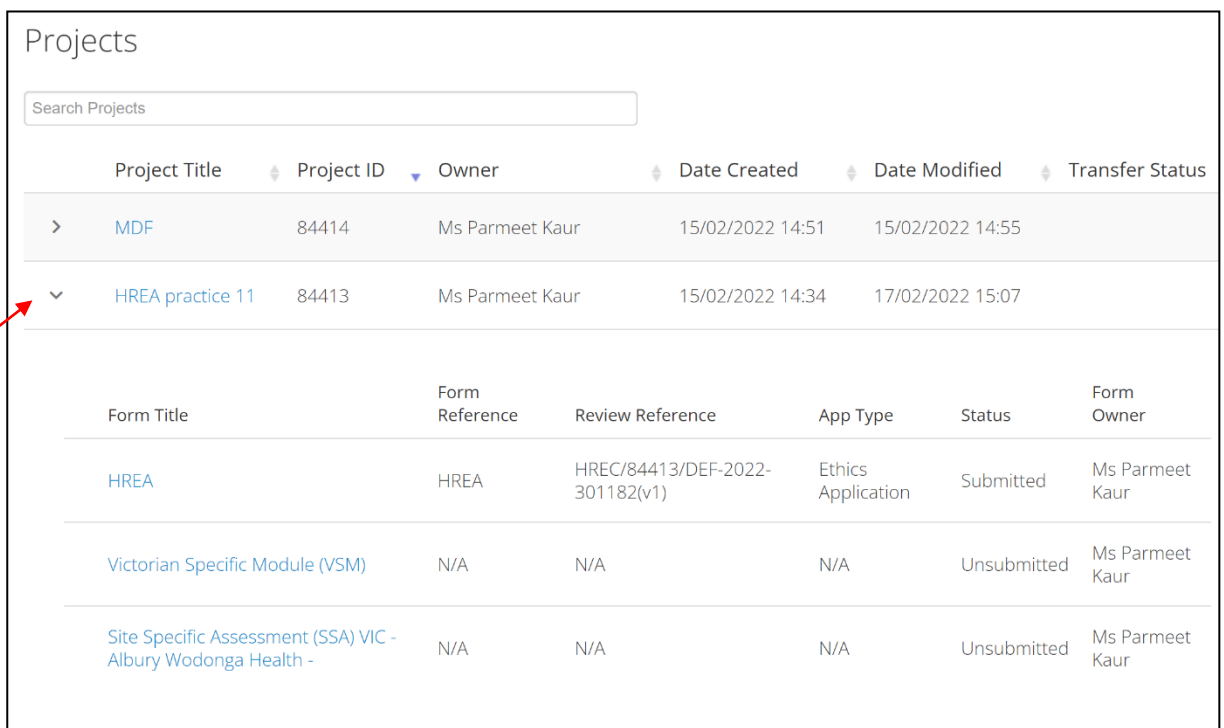 Projects
Search Projects
Project Title Project ID Owner Date Created Date Modified Transfer Status
MDF 84414 Ms Parmeet Kaur 15/02/2022 14:51 15/02/2022 14:55
HREA practice 11 84413 Ms Parmeet Kaur 15/02/2022 14:34 17/02/2022 15:07
Form Title Form Reference Review Reference App Type Status Form Owner
HREA HREA HREC/84413/DEF-2022-301182(v1) Ethics Application Submitted Ms Parmeet Kaur
Victorian Specific Module (VSM) N/A N/A N/A Unsubmitted Ms Parmeet Kaur
Site Specific Assessment (SSA) VIC - Albury Wodonga Health - N/A N/A N/A Unsubmitted Ms Parmeet Kaur